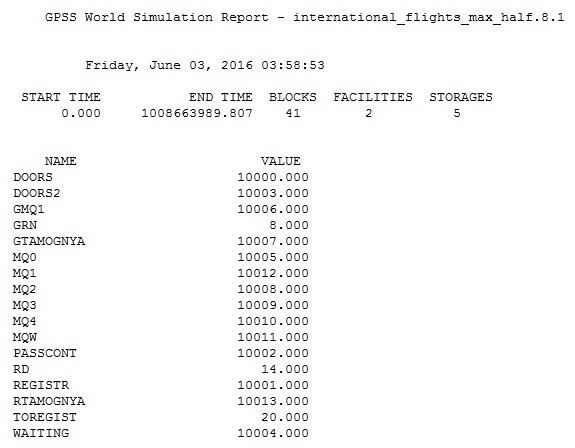 GPSS World Simulation Report - international_flights_max_half.8.1
Friday, June 03, 2016 03:58:53
START TIME END TIME BLOCKS FACILITIES STORAGES
0.000 1008663989.807 41 2 5
NAME VALUE
DOORS 10000.000
DOORS2 10003.000
GMQ1 10006.000
GRN 8.000
GTAMOGNYA 10007.000
MQ0 10005.000
MQ1 10012.000
MQ2 10008.000
MQ3 10009.000
MQ4 10010.000
MQW 10011.000
PASSCONT 10002.000
RD 14.000
REGISTR 10001.000
RTAMOGNYA 10013.000
TOREGIST 20.000
WAITING 10004.000